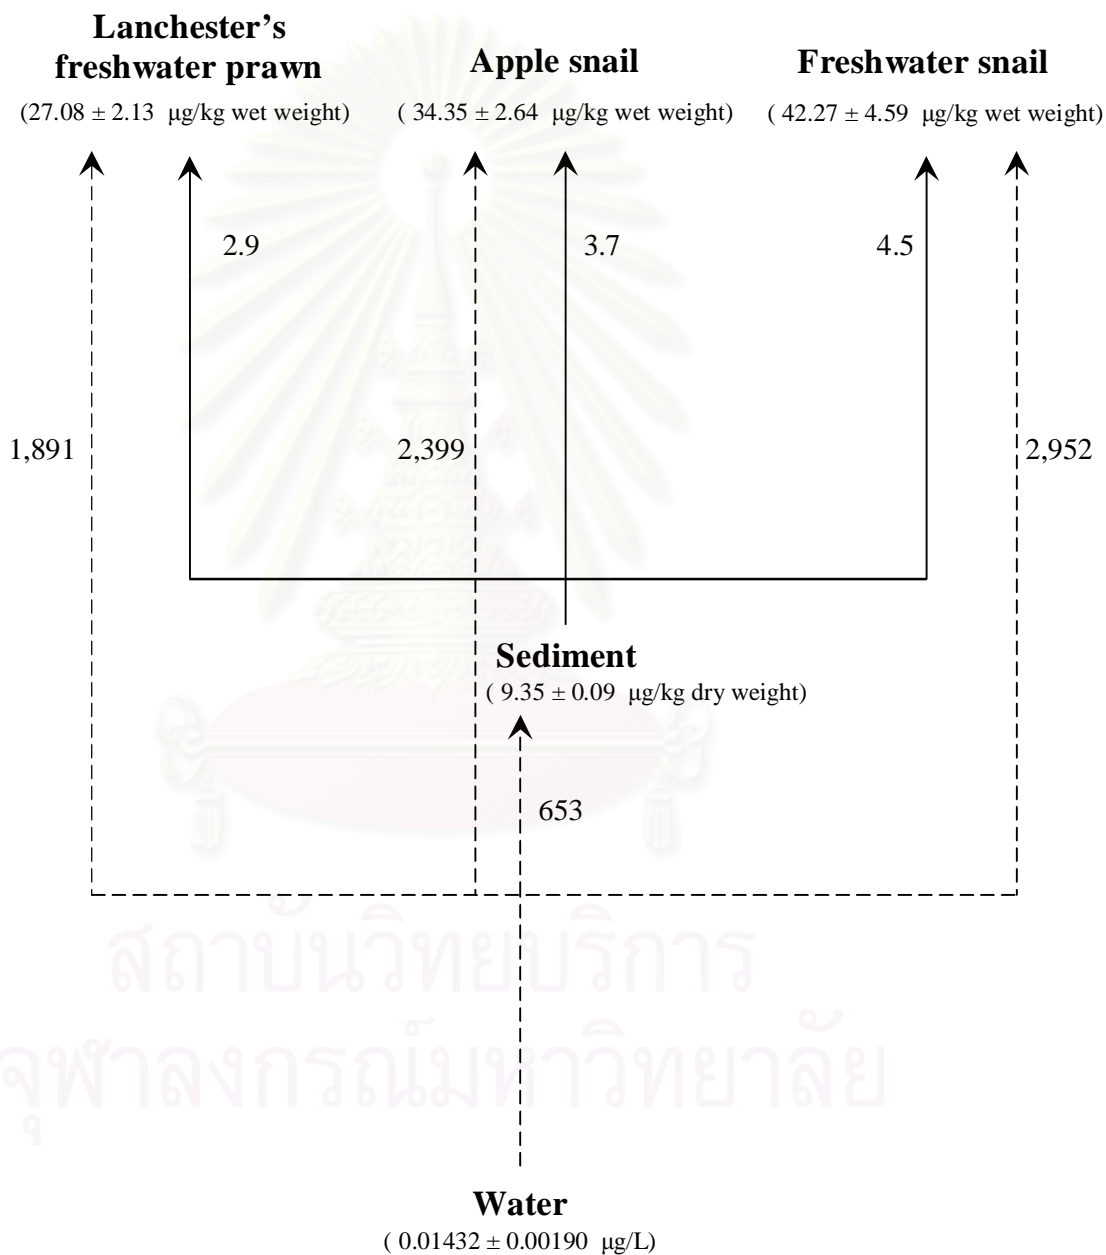 Lanchester's
freshwater prawn
(27.08 ± 2.13 μg/kg wet weight)
Apple snail
( 34.35 ± 2.64 μg/kg wet weight)
Freshwater snail
( 42.27 ± 4.59 μg/kg wet weight)
2.9
3.7
4.5
1,891
2,399
2,952
Sediment
( 9.35 ± 0.09 μg/kg dry weight)
653
สถาบันวิทยบริการ
จุฬาลงกรณ์มหาวิทยาลัย
Water
( 0.01432 ± 0.00190 μg/L)